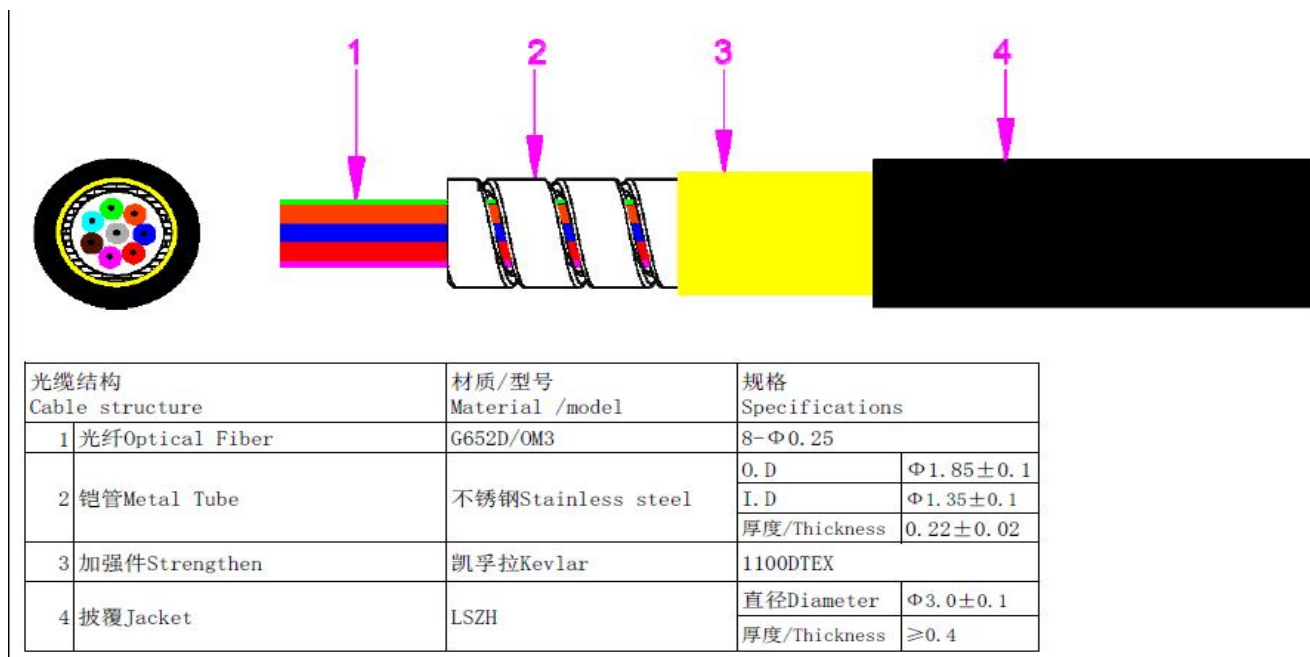 1 2 3 4
光缆结构 材质/型号 规格
Cable structure Material /model Specifications
1 光纤Optical Fiber G652D/OM3 8-Φ0.25
O.D Φ1.85±0.1
2 铠管Metal Tube 不锈钢Stainless steel I.D Φ1.35±0.1
厚度/Thickness 0.22±0.02
3 加强件Strengthen 凯孚拉Kevlar 1100DTEX
4 披覆Jacket LSZH 直径Diameter Φ3.0±0.1
厚度/Thickness ≥0.4